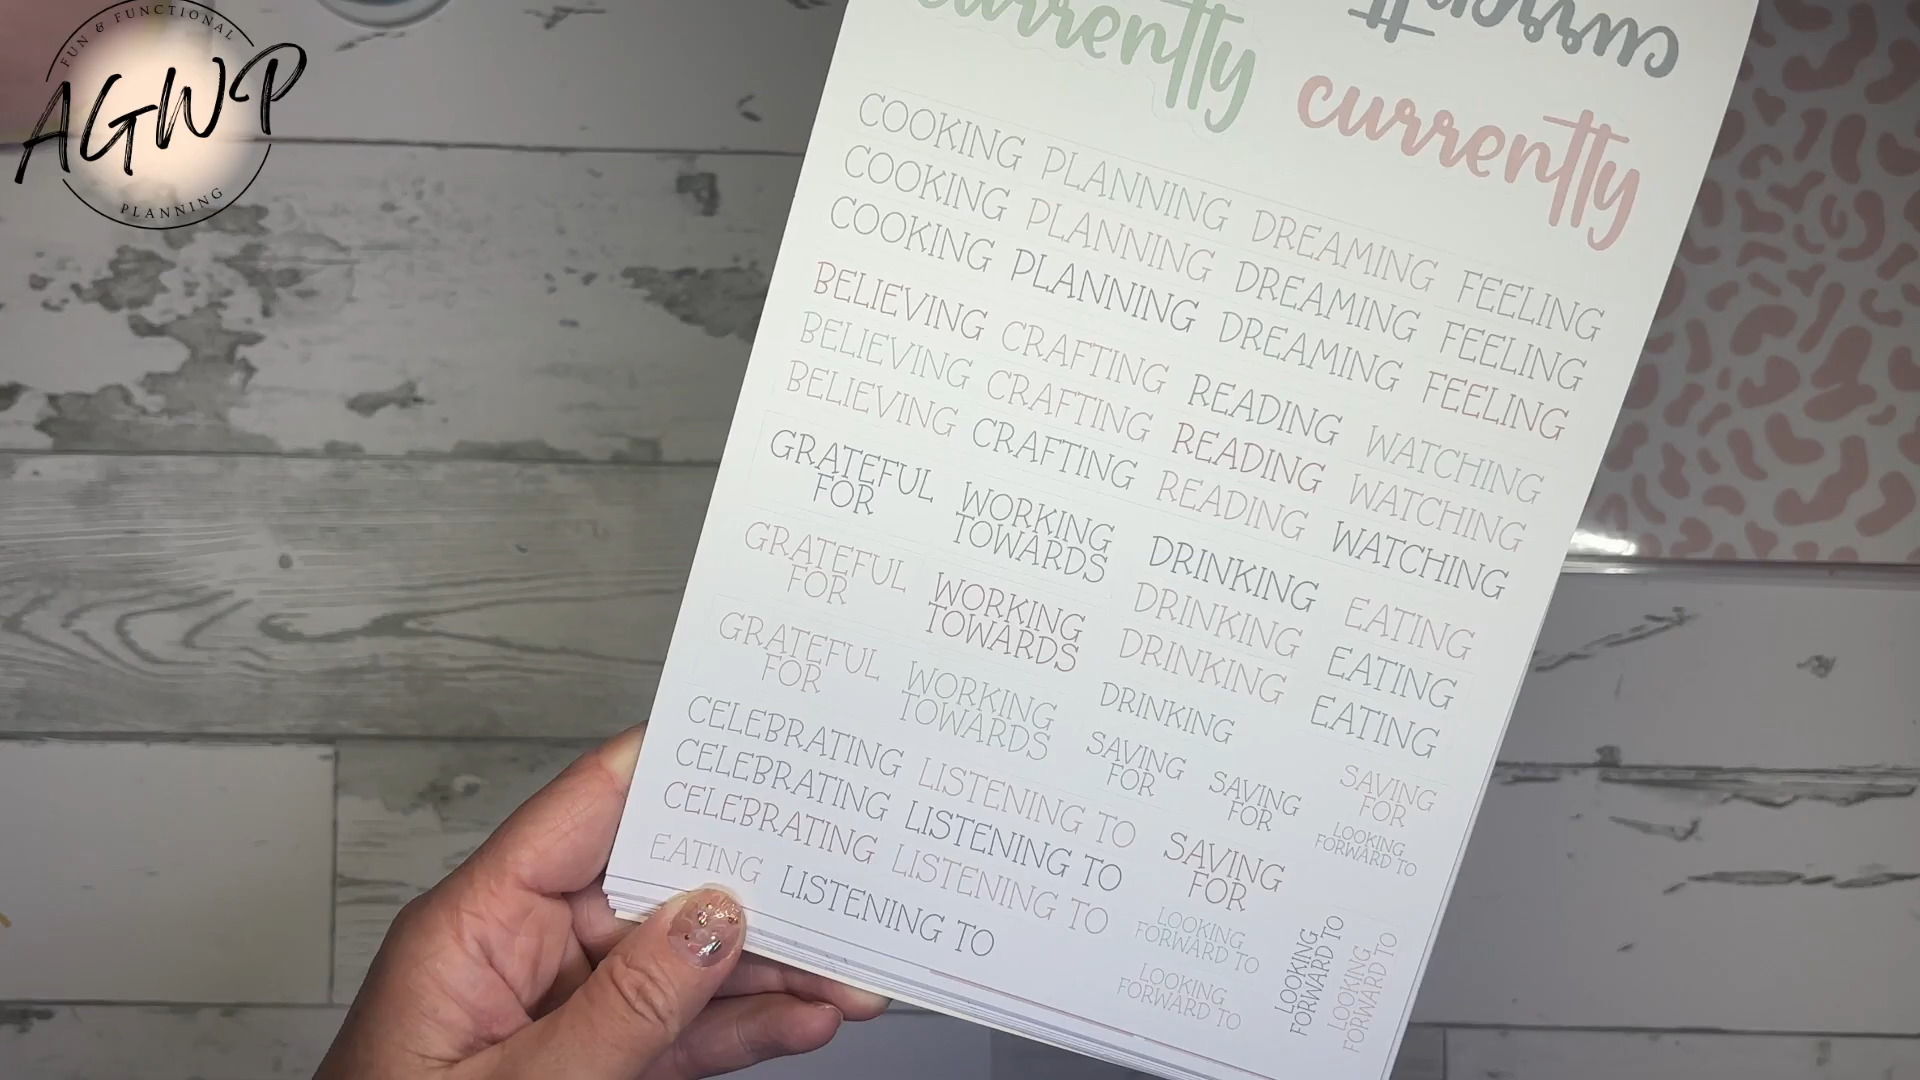 FUN & FUNCTIONAL
AGWP
PLANNING
currently
currently
currently
COOKING PLANNING DREAMING FEELING
COOKING PLANNING DREAMING FEELING
COOKING PLANNING DREAMING FEELING
BELIEVING CRAFTING READING WATCHING
BELIEVING CRAFTING READING WATCHING
BELIEVING CRAFTING READING WATCHING
GRATEFUL
FOR
WORKING
TOWARDS
DRINKING EATING
GRATEFUL
FOR
WORKING
TOWARDS
DRINKING EATING
GRATEFUL
FOR
WORKING
TOWARDS
DRINKING EATING
DRINKING
SAVING
FOR
SAVING
FOR
SAVING
FOR
CELEBRATING LISTENING TO
CELEBRATING LISTENING TO
CELEBRATING LISTENING TO
EATING LISTENING TO
SAVING
FOR
LOOKING
FORWARD TO
LOOKING
FORWARD TO
LOOKING
FORWARD TO
LOOKING
FORWARD TO
LOOKING
FORWARD TO